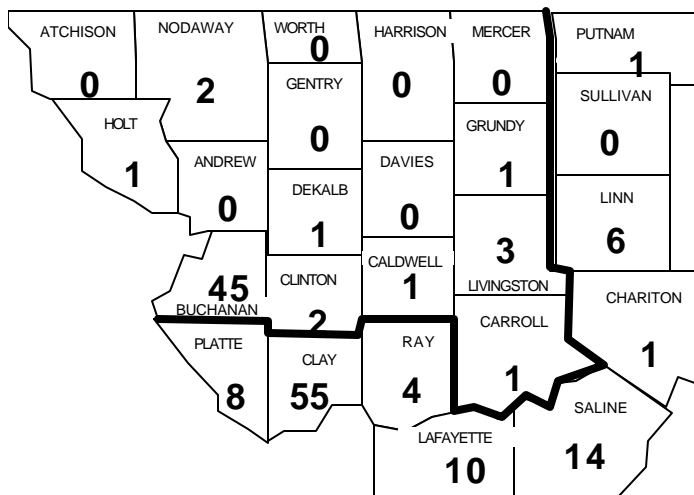 ATCHISON
0
NODAWAY
2
WORTH
0
HARRISON
0
MERCER
0
PUTNAM
1
HOLT
1
GENTRY
0
SULLIVAN
0
ANDREW
0
DAVIES
0
GRUNDY
1
DEKALB
1
LINN
6
45
BUCHANAN
CLINTON
2
CALDWELL
1
3
LIVINGSTON
CHARITON
1
PLATTE
8
CLAY
55
RAY
4
CARROLL
1
LAFAYETTE
10
SALINE
14